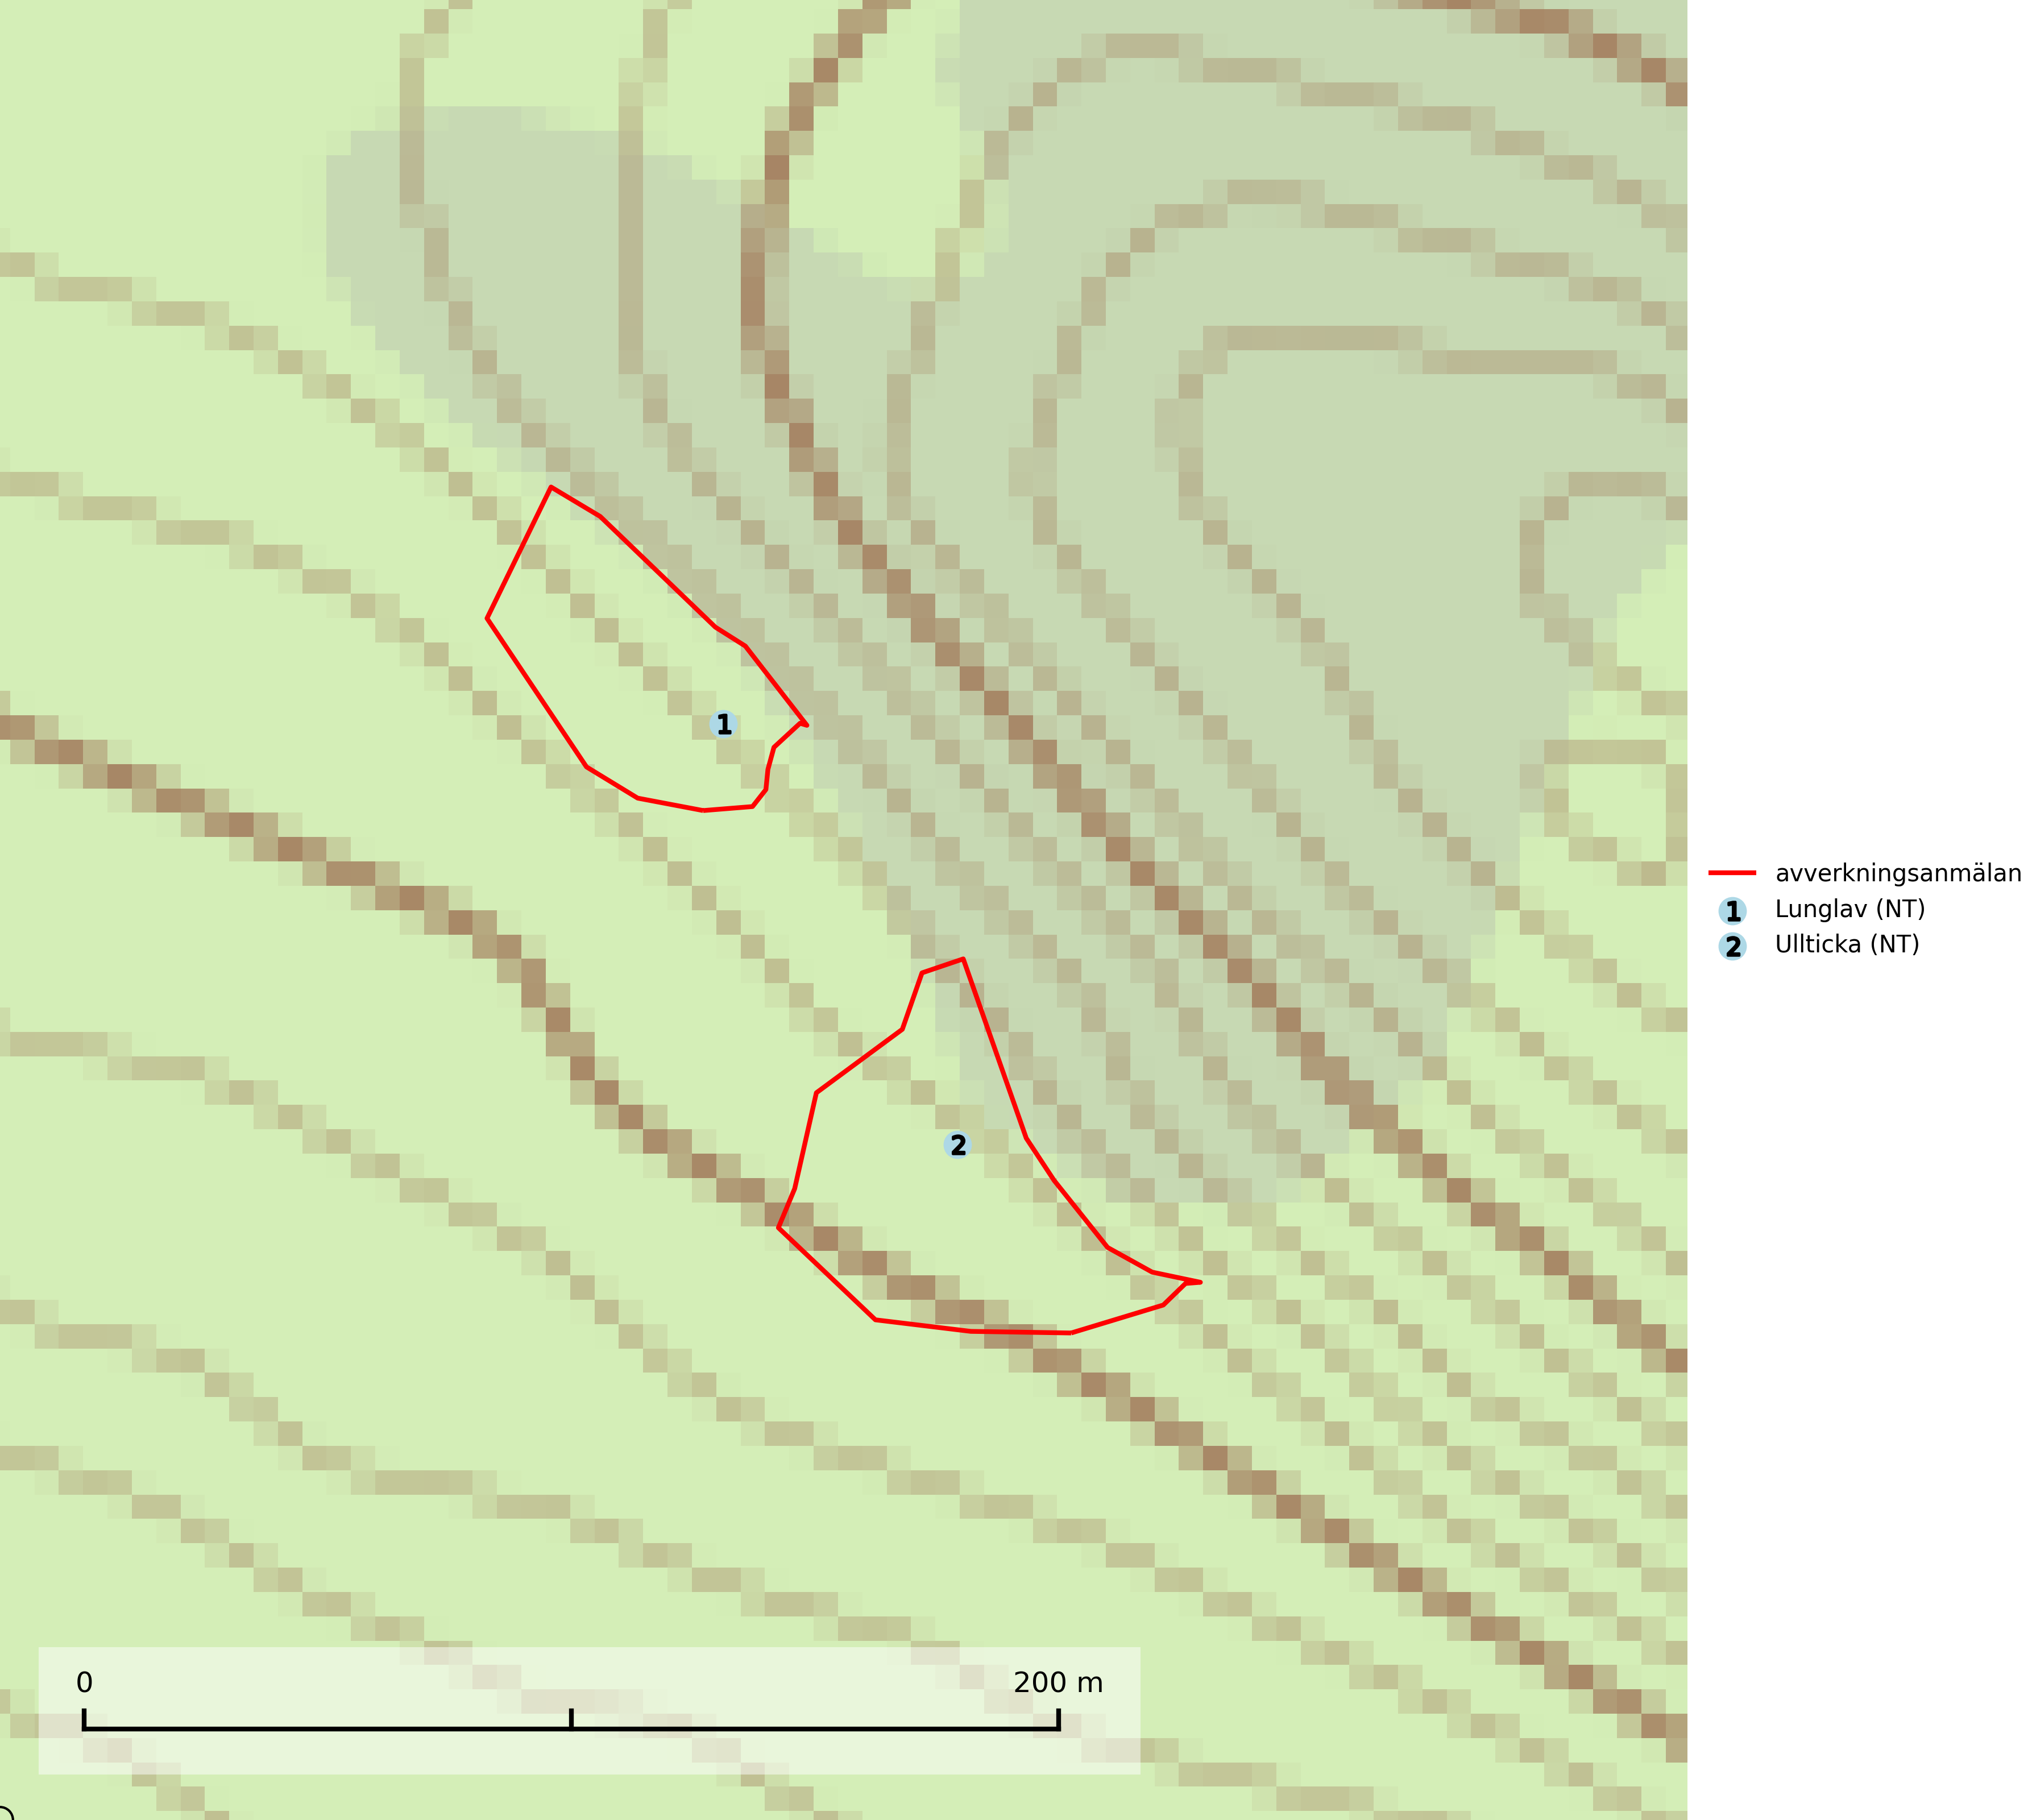 1
2
avverkningsanmälan
1 Lunglav (NT)
2 Ullticka (NT)
0 200 m